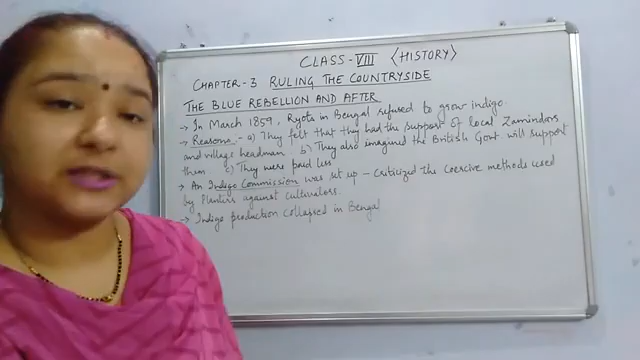 CLASS-VIII <HISTORY>
CHAPTER-3 RULING THE COUNTRYSIDE
THE BLUE REBELLION AND AFTER
→ In March 1859, Ryots in Bengal refused to grow indigo.
→ Reasons :- a) They felt that they had the support of local Zamindars
and village headman b) They also imagined the British Govt will support
them c) They were paid less
→ An Indigo Commission was set up - criticized the Coercive methods used
by Planters against cultivators.
→ Indigo production collapsed in Bengal